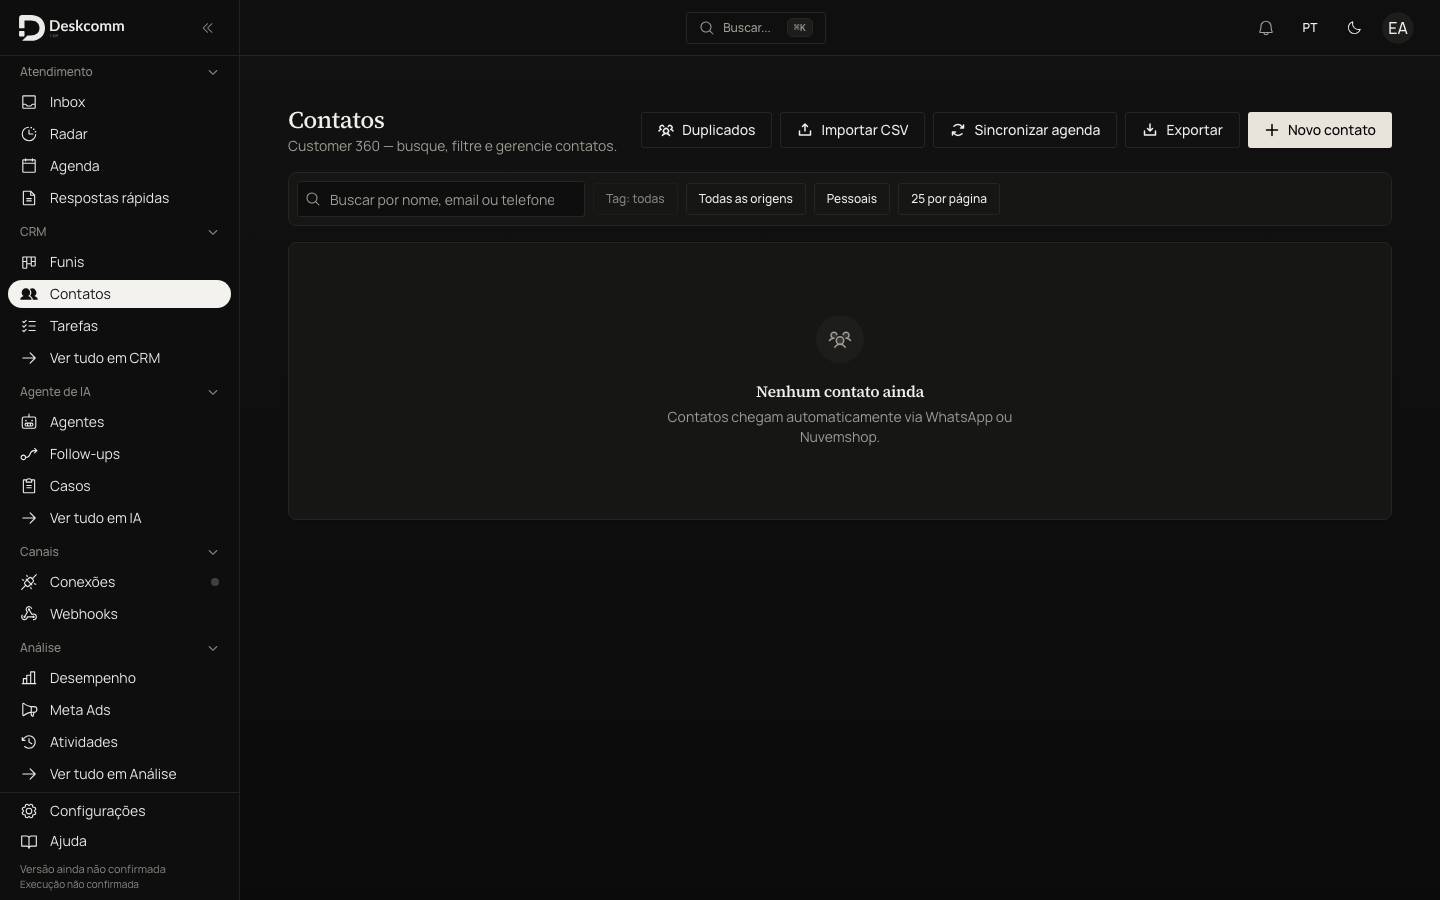 Deskcomm
Buscar...
⌘K
PT
EA
Atendimento
Inbox
Radar
Agenda
Respostas rápidas
CRM
Funis
Contatos
Tarefas
Ver tudo em CRM
Agente de IA
Agentes
Follow-ups
Casos
Ver tudo em IA
Canais
Conexões
Webhooks
Análise
Desempenho
Meta Ads
Atividades
Ver tudo em Análise
Configurações
Ajuda
Versão ainda não confirmada
Execução não confirmada
Contatos
Customer 360 — busque, filtre e gerencie contatos.
Duplicados
Importar CSV
Sincronizar agenda
Exportar
Novo contato
Buscar por nome, email ou telefone
Tag: todas
Todas as origens
Pessoais
25 por página
Nenhum contato ainda
Contatos chegam automaticamente via WhatsApp ou
Nuvemshop.